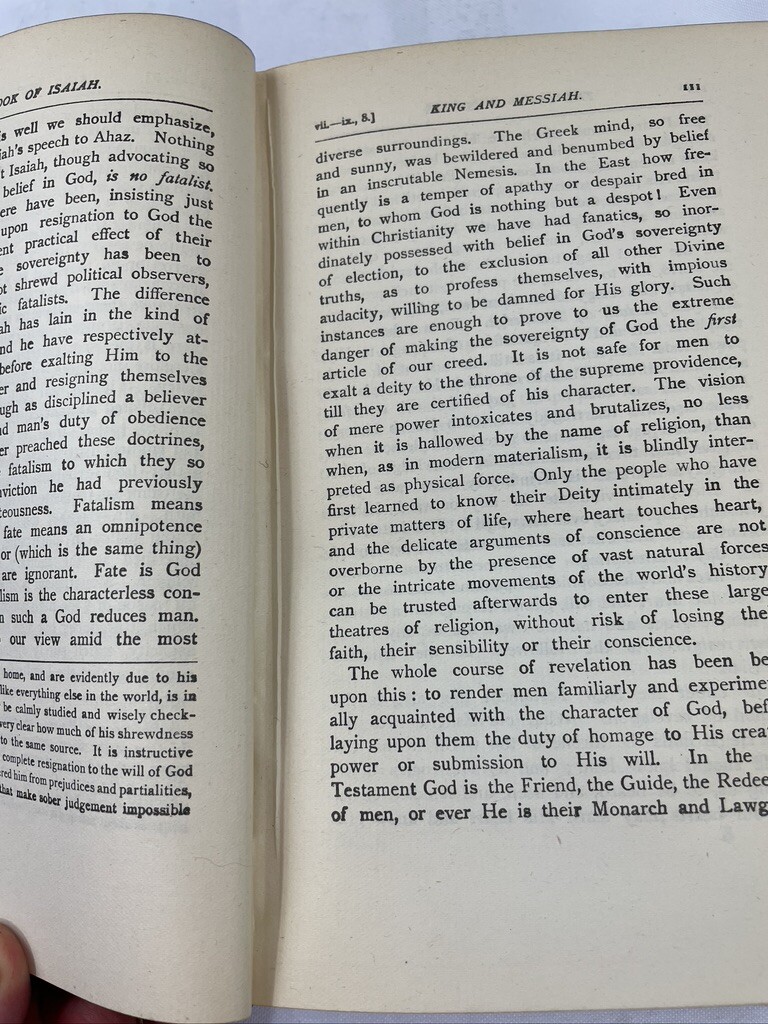 OOK OF ISAIAH.
s well we should emphasize,
iah's speech to Ahaz. Nothing
t Isaiah, though advocating so
belief in God, is no fatalist.
ere have been, insisting just
upon resignation to God the
ent practical effect of their
e sovereignty has been to
ot shrewd political observers,
ic fatalists. The difference
ah has lain in the kind of
nd he have respectively at-
before exalting Him to the
er and resigning themselves
ugh as disciplined a believer
nd man's duty of obedience
er preached these doctrines,
fatalism to which they so
nviction he had previously
teousness. Fatalism means
fate means an omnipotence
or (which is the same thing)
are ignorant. Fate is God
lism is the characterless con-
n such a God reduces man.
our view amid the most
home, and are evidently due to his
like everything else in the world, is in
be calmly studied and wisely check-
very clear how much of his shrewdness
to the same source. It is instructive
complete resignation to the will of God
red him from prejudices and partialities,
that make sober judgement impossible
vii.—ix., 8.] KING AND MESSIAH. 111
diverse surroundings. The Greek mind, so free
and sunny, was bewildered and benumbed by belief
in an inscrutable Nemesis. In the East how fre-
quently is a temper of apathy or despair bred in
men, to whom God is nothing but a despot! Even
within Christianity we have had fanatics, so inor-
dinately possessed with belief in God's sovereignty
of election, to the exclusion of all other Divine
truths, as to profess themselves, with impious
audacity, willing to be damned for His glory. Such
instances are enough to prove to us the extreme
danger of making the sovereignty of God the first
article of our creed. It is not safe for men to
exalt a deity to the throne of the supreme providence,
till they are certified of his character. The vision
of mere power intoxicates and brutalizes, no less
when it is hallowed by the name of religion, than
when, as in modern materialism, it is blindly inter-
preted as physical force. Only the people who have
first learned to know their Deity intimately in the
private matters of life, where heart touches heart,
and the delicate arguments of conscience are not
overborne by the presence of vast natural forces
or the intricate movements of the world's history
can be trusted afterwards to enter these large
theatres of religion, without risk of losing the
faith, their sensibility or their conscience.
The whole course of revelation has been be
upon this: to render men familiarly and experime
ally acquainted with the character of God, bef
laying upon them the duty of homage to His crea
power or submission to His will. In the
Testament God is the Friend, the Guide, the Redee
of men, or ever He is their Monarch and Lawg